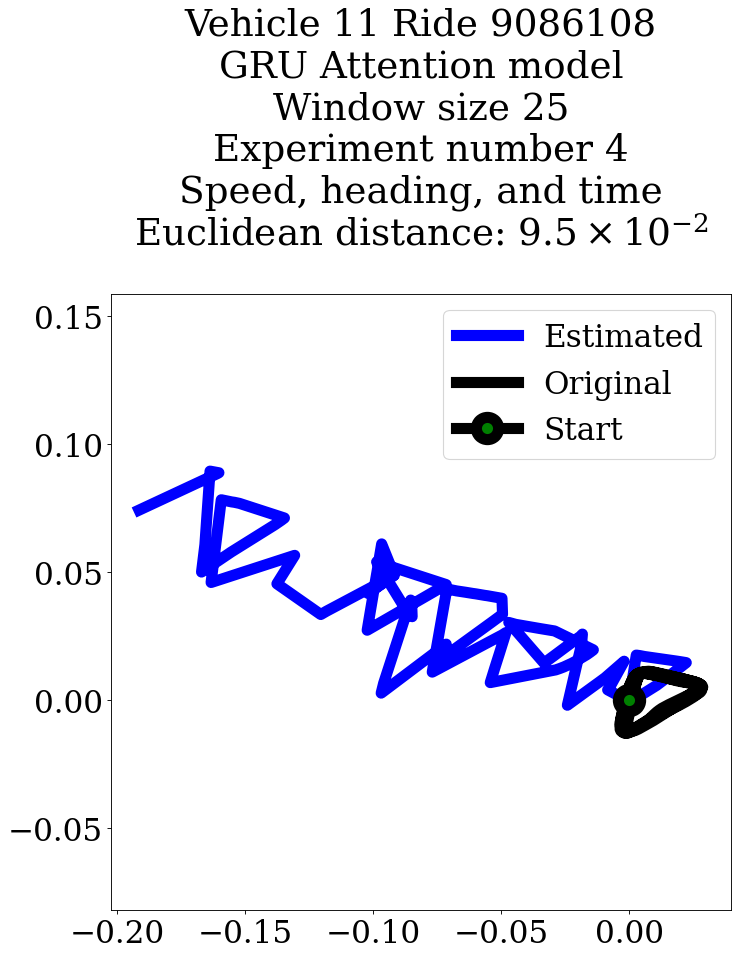 Vehicle 11 Ride 9086108
GRU Attention model
Window size 25
Experiment number 4
Speed, heading, and time
Euclidean distance: 9.5 × 10⁻²
0.15
0.10
0.05
0.00
−0.05
Estimated
Original
Start
−0.20 −0.15 −0.10 −0.05 0.00